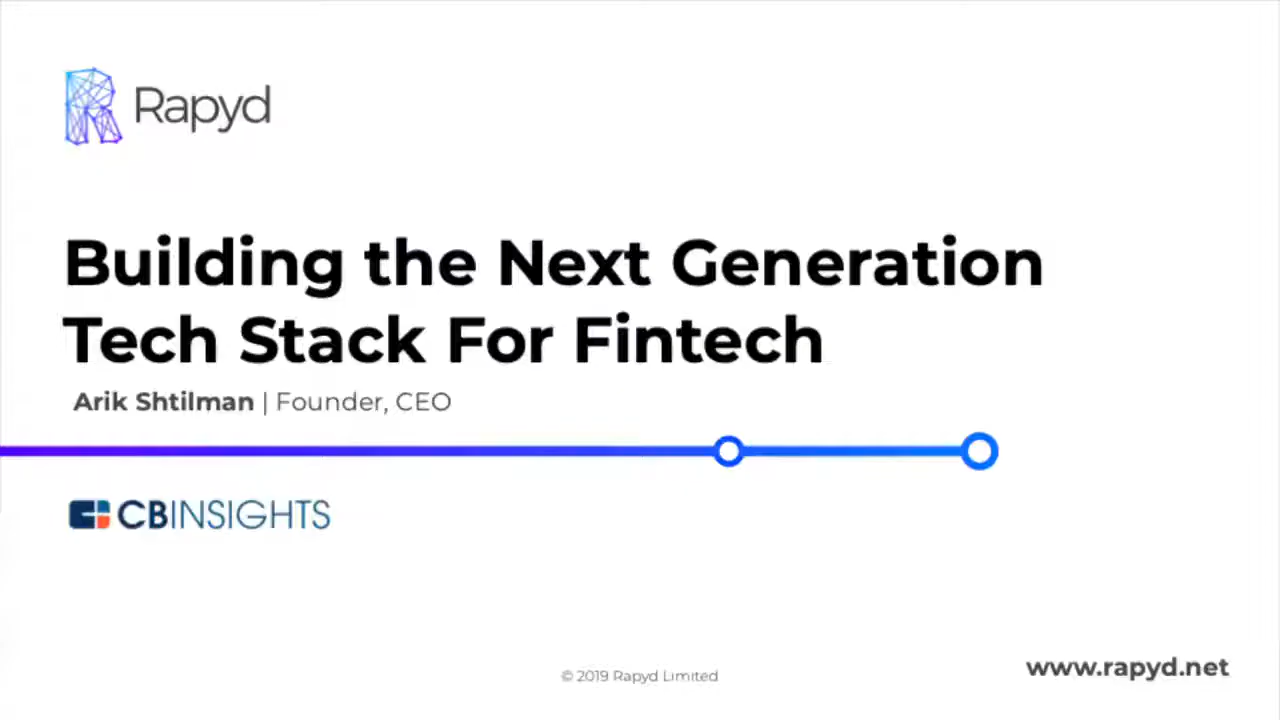 Rapyd
Building the Next Generation
Tech Stack For Fintech
Arik Shtilman | Founder, CEO
CBINSIGHTS
© 2019 Rapyd Limited
www.rapyd.net